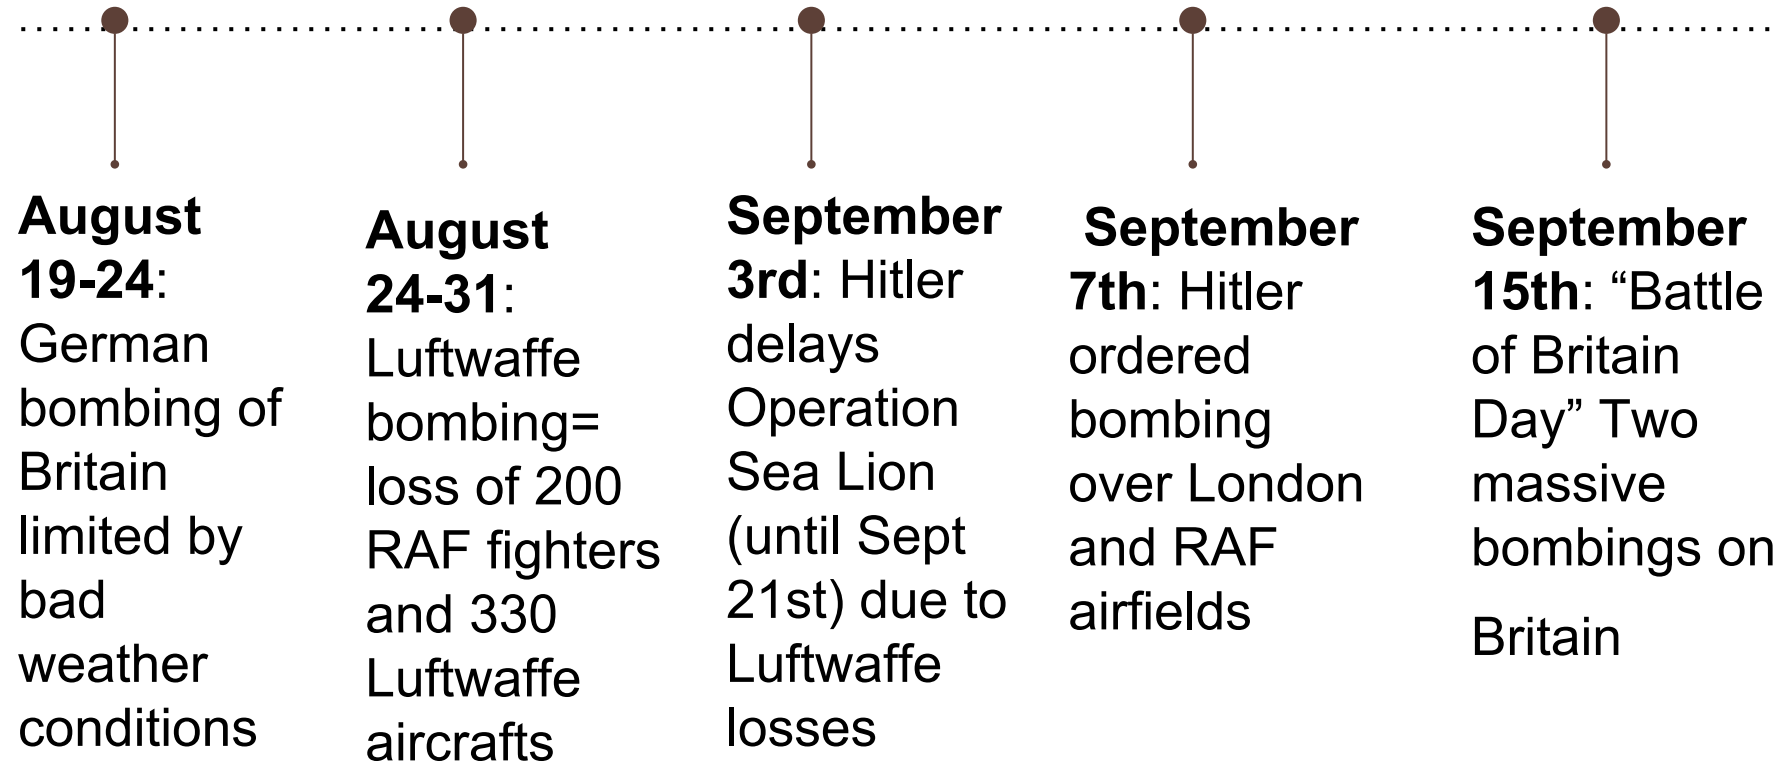 August
19-24:
German
bombing of
Britain
limited by
bad
weather
conditions
August
24-31:
Luftwaffe
bombing=
loss of 200
RAF fighters
and 330
Luftwaffe
aircrafts
September
3rd: Hitler
delays
Operation
Sea Lion
(until Sept
21st) due to
Luftwaffe
losses
September
7th: Hitler
ordered
bombing
over London
and RAF
airfields
September
15th: “Battle
of Britain
Day” Two
massive
bombings on
Britain